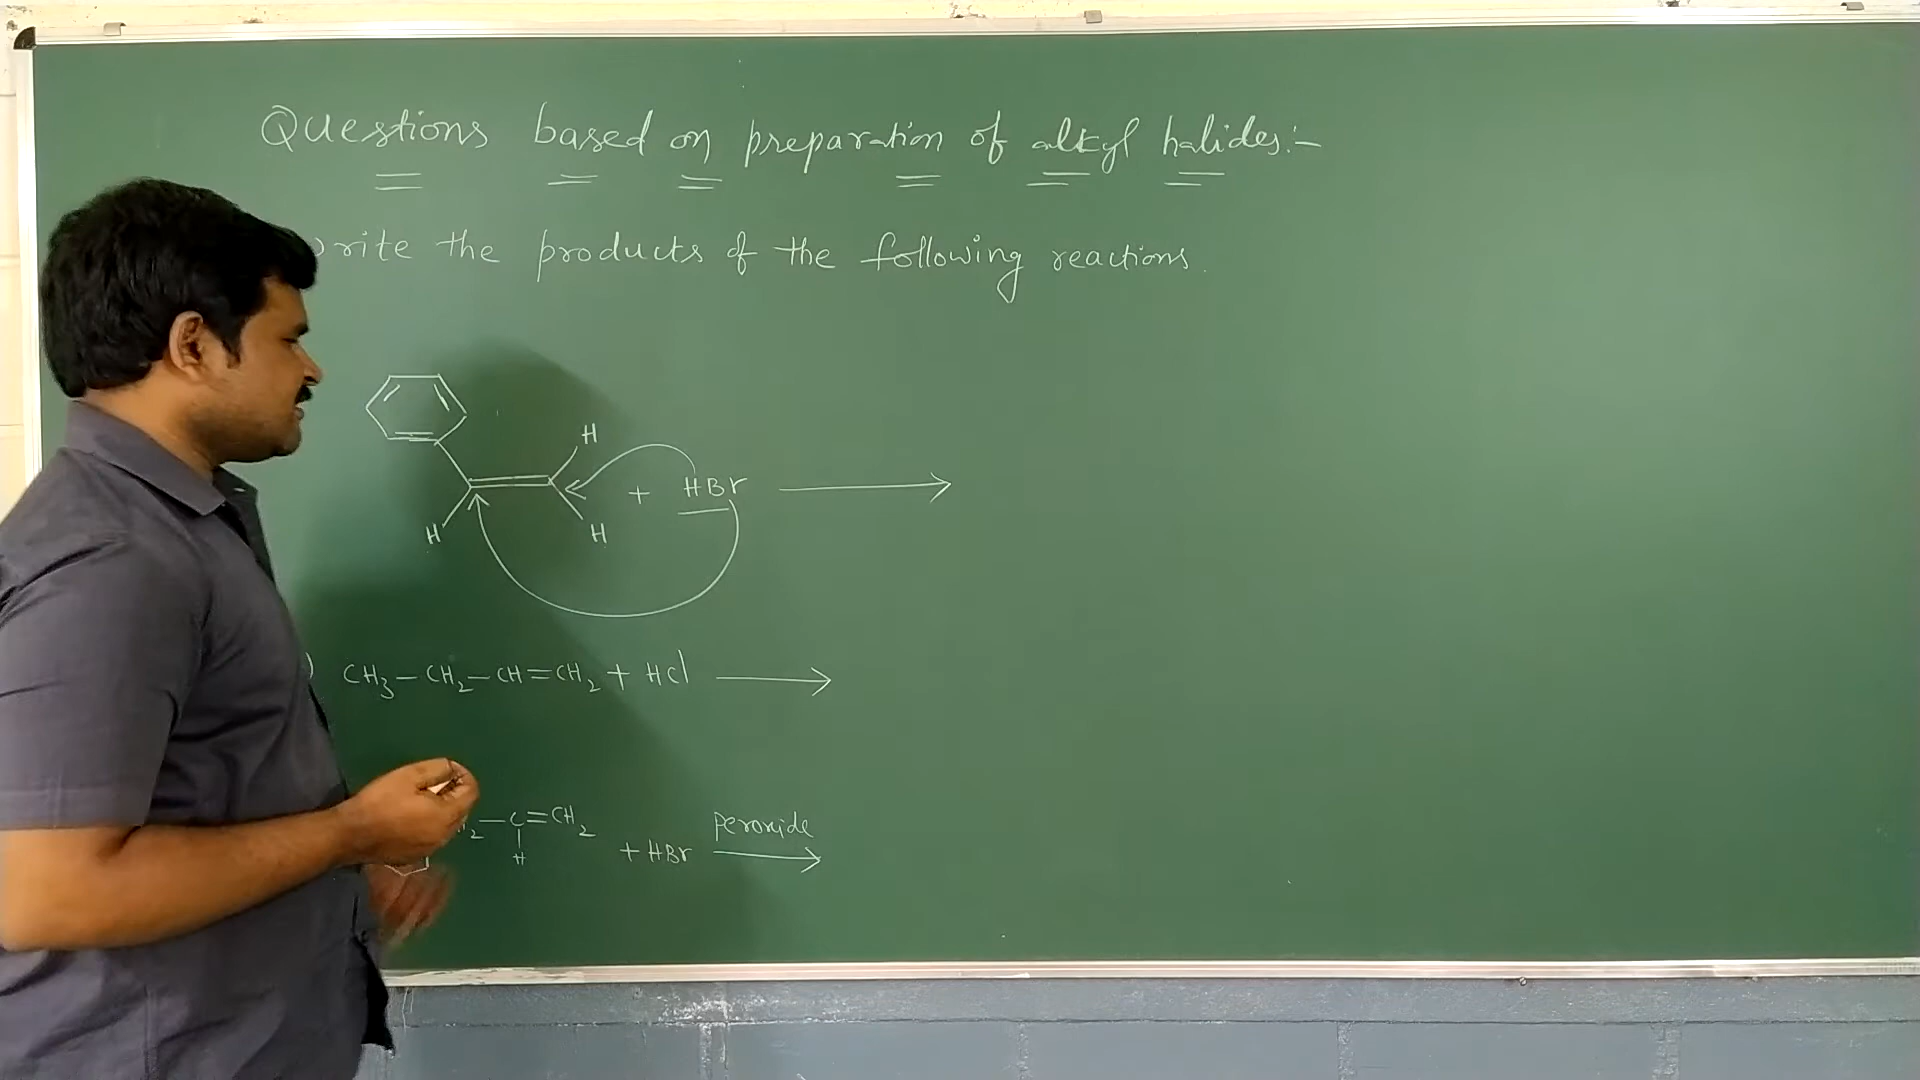 Questions based on preparation of alkyl halides:-
write the products of the following reactions.
H
+ HBr
H H
) CH₃-CH₂-CH=CH₂ + HCl
₂-C=CH₂
H
+ HBr
peroxide